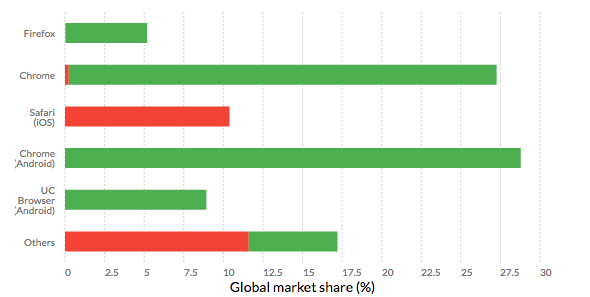 Firefox
Chrome
Safari
(iOS)
Chrome
(Android)
UC
Browser
(Android)
Others
0 2.5 5 7.5 10 12.5 15 17.5 20 22.5 25 27.5 30
Global market share (%)